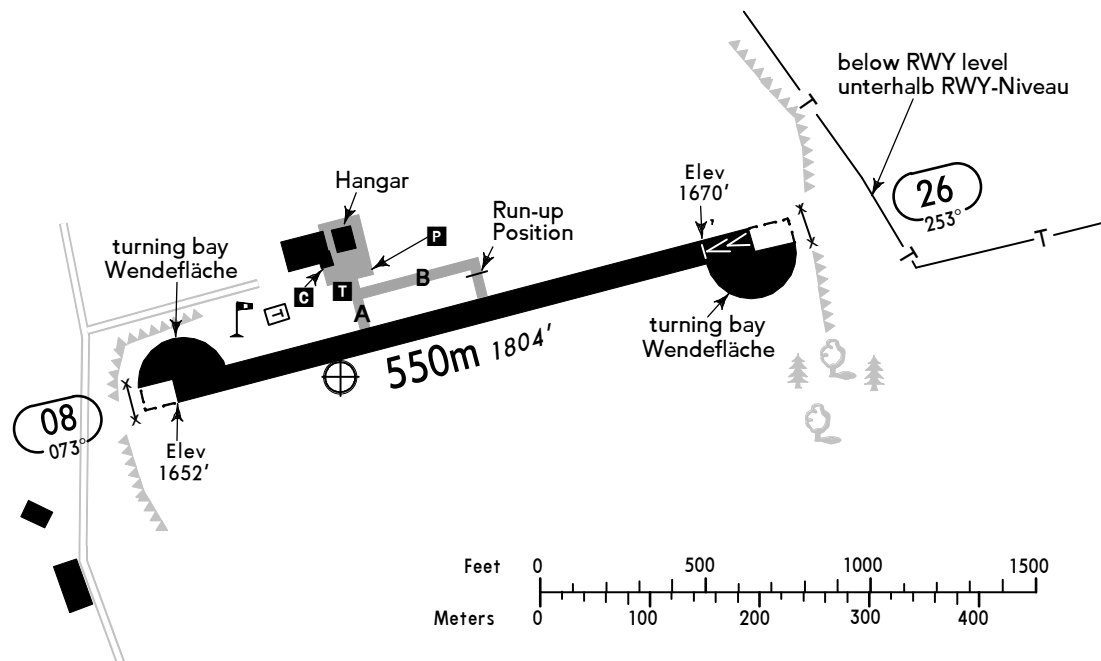 below RWY level
unterhalb RWY-Niveau
26
253°
Elev
1670'
Hangar
Run-up
Position
turning bay
Wendefläche
P
B
C
T
A
T
550m 1804'
turning bay
Wendefläche
08
073°
Elev
1652'
Feet 0 500 1000 1500
Meters 0 100 200 300 400